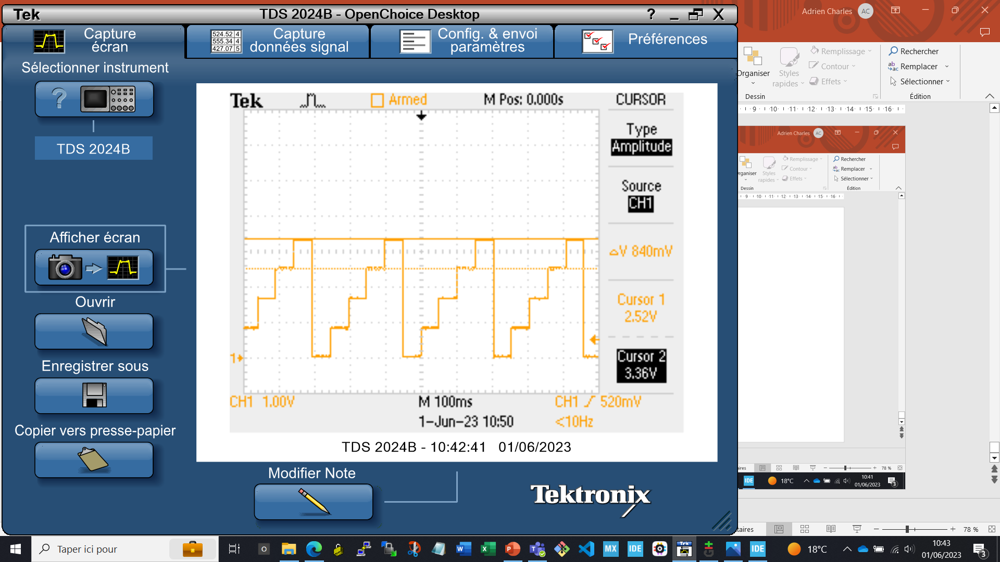 Tek
TDS 2024B - OpenChoice Desktop
?
Adrien Charles
AC
Capture
écran
524.52 4
555.34 4
427.07 5
Capture
données signal
Config. & envoi
paramètres
Préférences
Sélectionner instrument
?
TDS 2024B
Afficher écran
Ouvrir
Enregistrer sous
Copier vers presse-papier
Tek
Armed
M Pos: 0.000s
CURSOR
Type
Amplitude
Source
CH1
ΔV 840mV
Cursor 1
2.52V
Cursor 2
3.36V
1
CH1 1.00V
M 100ms
CH1 520mV
1-Jun-23 10:50
<10Hz
TDS 2024B - 10:42:41 01/06/2023
Modifier Note
Tektronix
Organiser
Styles
rapides
Remplissage
Contour
Effets
Rechercher
Remplacer
Sélectionner
Dessin
Édition
9 10 11 12 13 14 15 16
Adrien Charles
AC
rganiser
Styles
rapides
Remplissage
Contour
Effets
Rechercher
Remplacer
Sélectionner
Dessin
Édition
9 10 11 12 13 14 15 16
ires
78 %
IDE
18°C
10:41
01/06/2023
3
taires
78 %
Taper ici pour
MX
IDE
Tek
IDE
18°C
10:43
01/06/2023
3